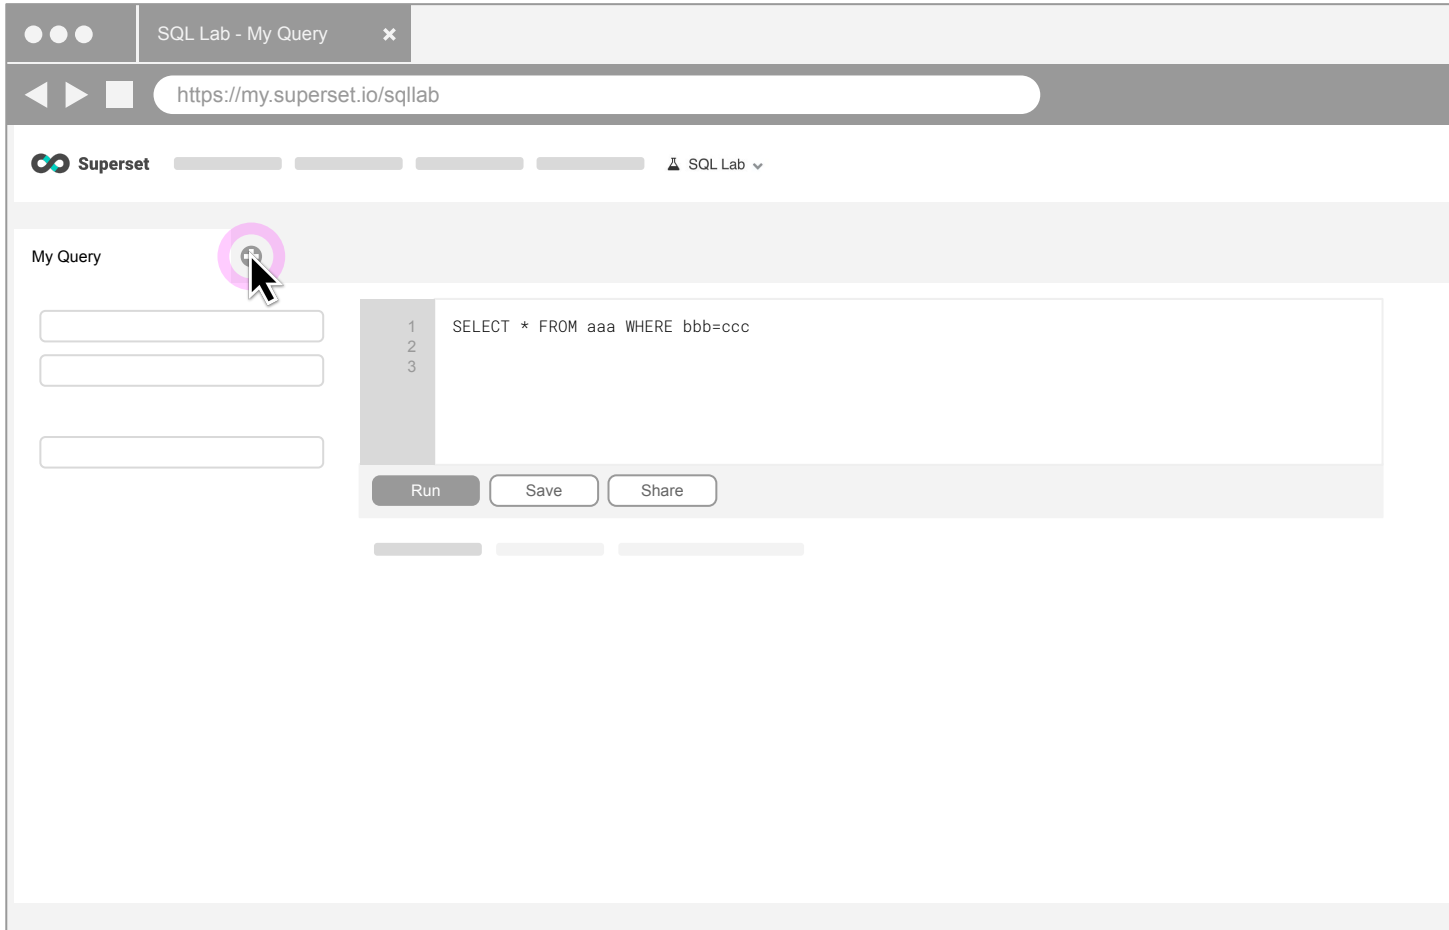 SQL Lab - My Query
https://my.superset.io/sqllab
Superset
SQL Lab
My Query
1 SELECT * FROM aaa WHERE bbb=ccc
2
3
Run Save Share